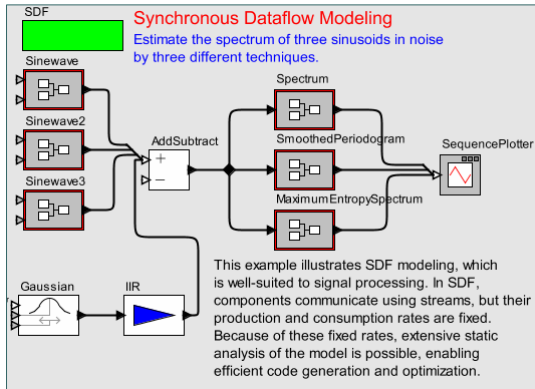 SDF
Synchronous Dataflow Modeling
Estimate the spectrum of three sinusoids in noise
by three different techniques.
Sinewave
Sinewave2
Sinewave3
AddSubtract
+
−
Spectrum
SmoothedPeriodogram
MaximumEntropySpectrum
SequencePlotter
Gaussian
IIR
This example illustrates SDF modeling, which
is well-suited to signal processing. In SDF,
components communicate using streams, but their
production and consumption rates are fixed.
Because of these fixed rates, extensive static
analysis of the model is possible, enabling
efficient code generation and optimization.